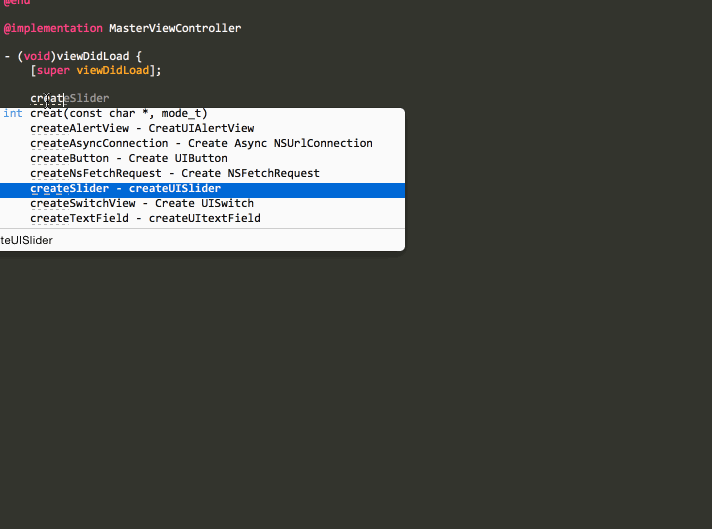 @end
@implementation MasterViewController
- (void)viewDidLoad {
[super viewDidLoad];
createSlider
int creat(const char *, mode_t)
createAlertView - CreatUIAlertView
createAsyncConnection - Create Async NSUrlConnection
createButton - Create UIButton
createNsFetchRequest - Create NSFetchRequest
createSlider - createUISlider
createSwitchView - Create UISwitch
createTextField - createUItextField
teUISlider